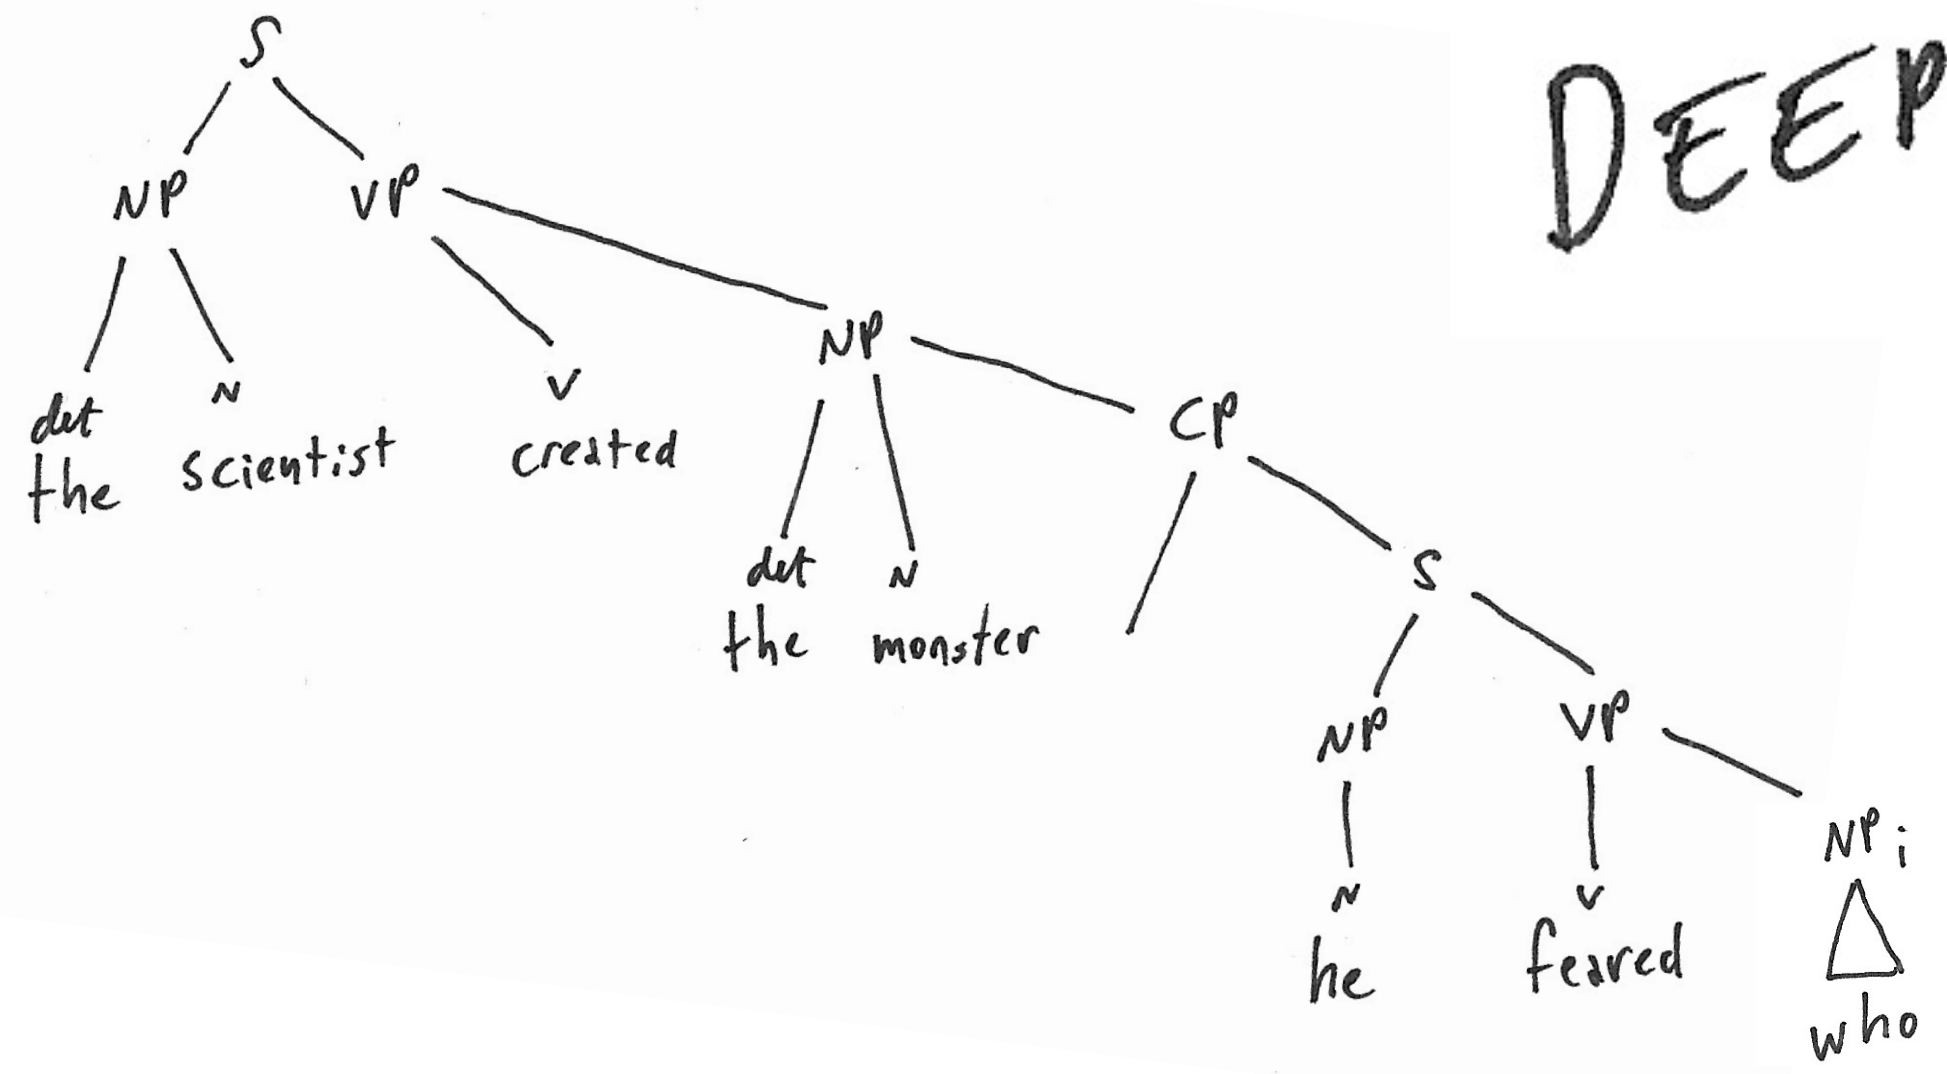 S
DEEP
NP VP
NP
det N V CP
the scientist created
det N S
the monster
NP VP
N V NP i
he feared who